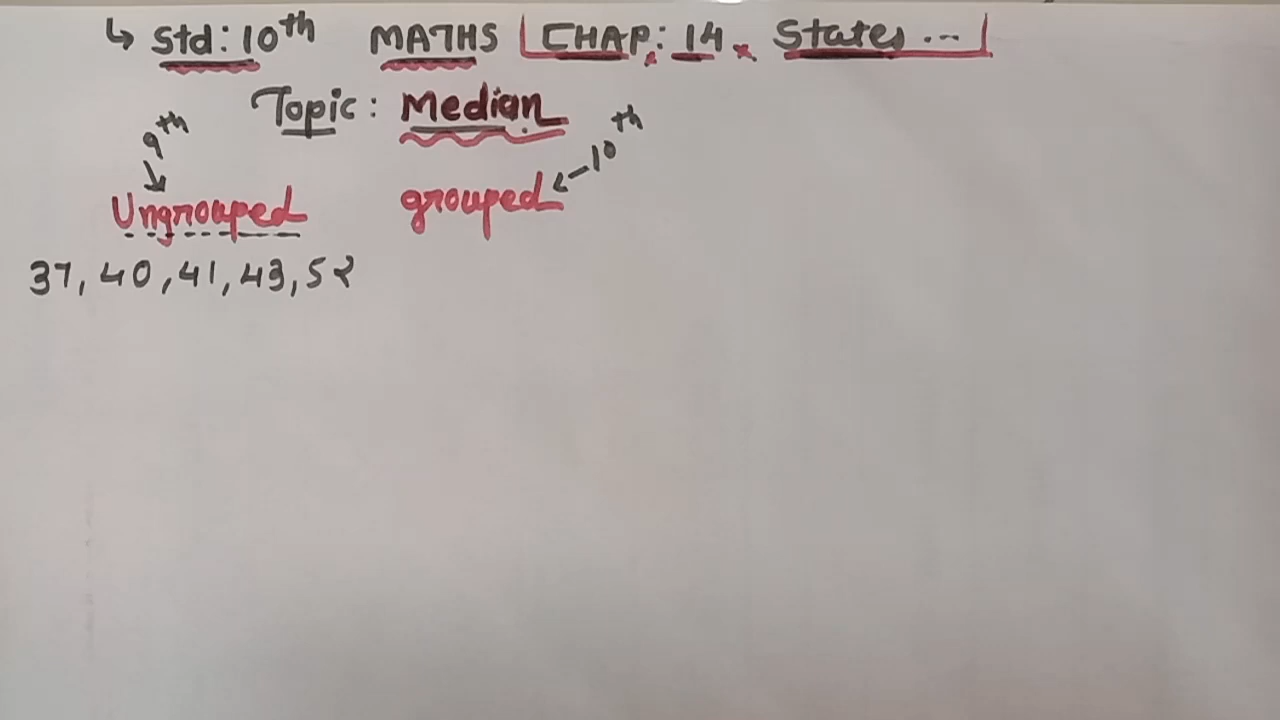 ↳ Std: 10th MATHS CHAP: 14 States ...
Topic: Median
9th 10th
Ungrouped grouped
37, 40, 41, 43, 52